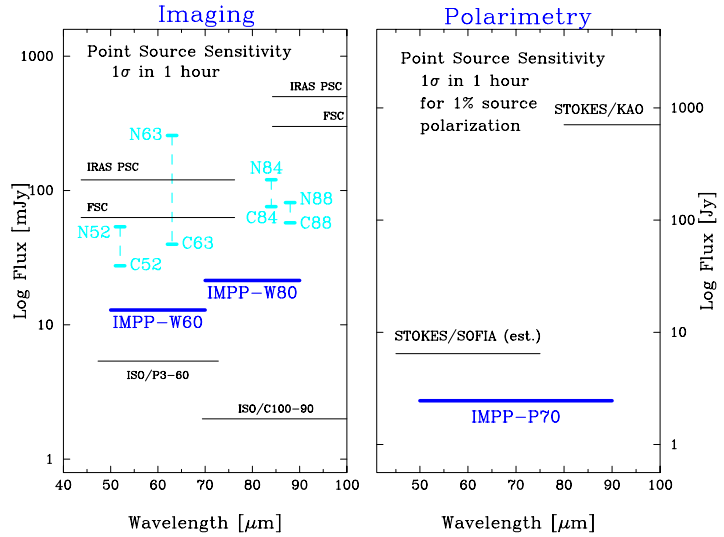 Imaging
Polarimetry
Point Source Sensitivity
1σ in 1 hour
IRAS PSC
FSC
N63
IRAS PSC
N84
N88
FSC
C84
C88
N52
C63
C52
IMPP-W80
IMPP-W60
ISO/P3-60
ISO/C100-90
1000
100
10
1
Log Flux [mJy]
40 50 60 70 80 90 100
Wavelength [μm]
Point Source Sensitivity
1σ in 1 hour
for 1% source
polarization
STOKES/KAO
STOKES/SOFIA (est.)
IMPP-P70
1000
100
10
1
Log Flux [Jy]
50 60 70 80 90 100
Wavelength [μm]